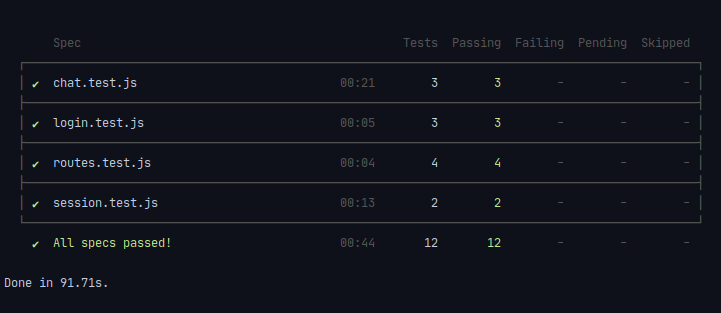 Spec Tests Passing Failing Pending Skipped
✔ chat.test.js 00:21 3 3 - - -
✔ login.test.js 00:05 3 3 - - -
✔ routes.test.js 00:04 4 4 - - -
✔ session.test.js 00:13 2 2 - - -
✔ All specs passed! 00:44 12 12 - - -
Done in 91.71s.